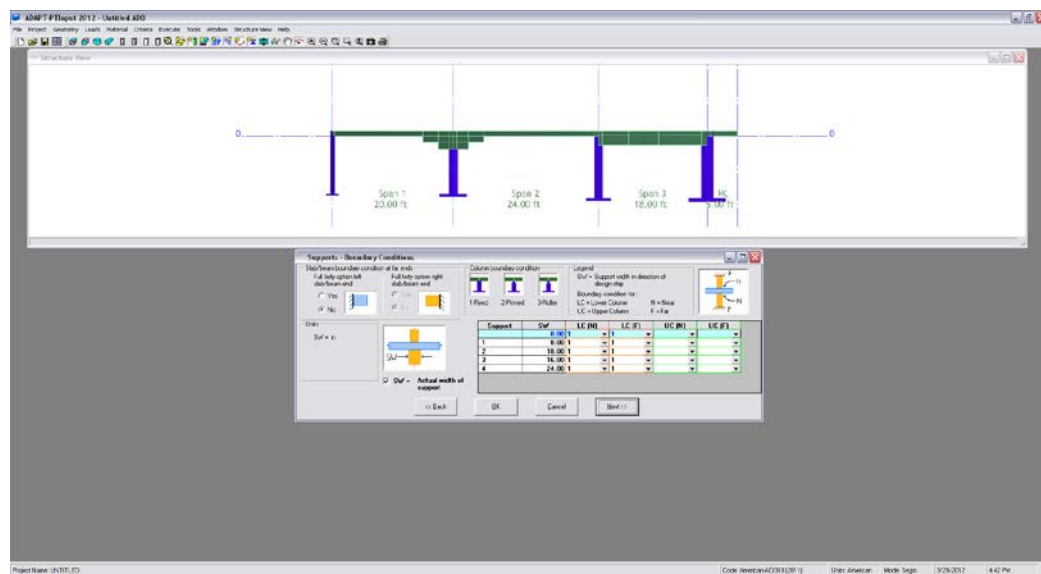 ADAPT-PTInput 2012 - Untitled.ADB
File Project Geometry Loads Material Criteria Execute Tools Window Structure View Help
Structure View
0 0
Span 1 Span 2 Span 3 RC
20.00 ft 24.00 ft 18.00 ft 5.00 ft
Supports - Boundary Conditions
Slab/beam boundary condition at far ends
Full fixity option left slab/beam end
Yes
No
Full fixity option right slab/beam end
Yes
No
Column boundary condition
1-Fixed 2-Pinned 3-Roller
Legend
SW = Support width in direction of design strip
Boundary condition for:
LC = Lower Column N = Near
UC = Upper Column F = Far
F
N
N
F
Units
SW = in
SW
SW = Actual width of support
Support SW LC (N) LC (F) UC (N) UC (F)
0.00 1 1
1 8.00 1 1
2 18.00 1 1
3 16.00 1 1
4 24.00 1 1
<< Back OK Cancel Next >>
Project Name: UNTITLED Code: American-ACI318 (2011) Units: American Mode: Segm. 9/28/2012 4:42 PM